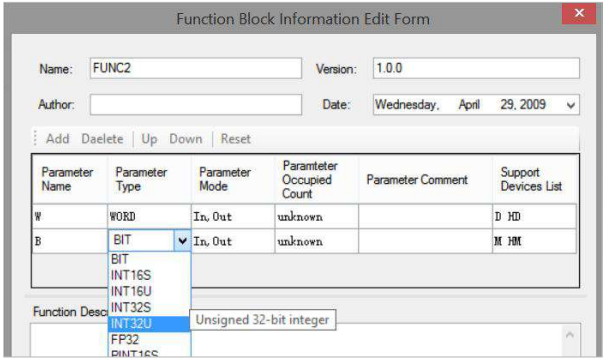 Function Block Information Edit Form
Name: FUNC2 Version: 1.0.0
Author: Date: Wednesday, April 29, 2009
Add Daelete Up Down Reset
Parameter Name Parameter Type Parameter Mode Paramteter Occupied Count Parameter Comment Support Devices List
W WORD In, Out unknown D HD
B BIT In, Out unknown M HM
BIT
INT16S
INT16U
INT32S
Function Desc
INT32U Unsigned 32-bit integer
FP32
PINT16S